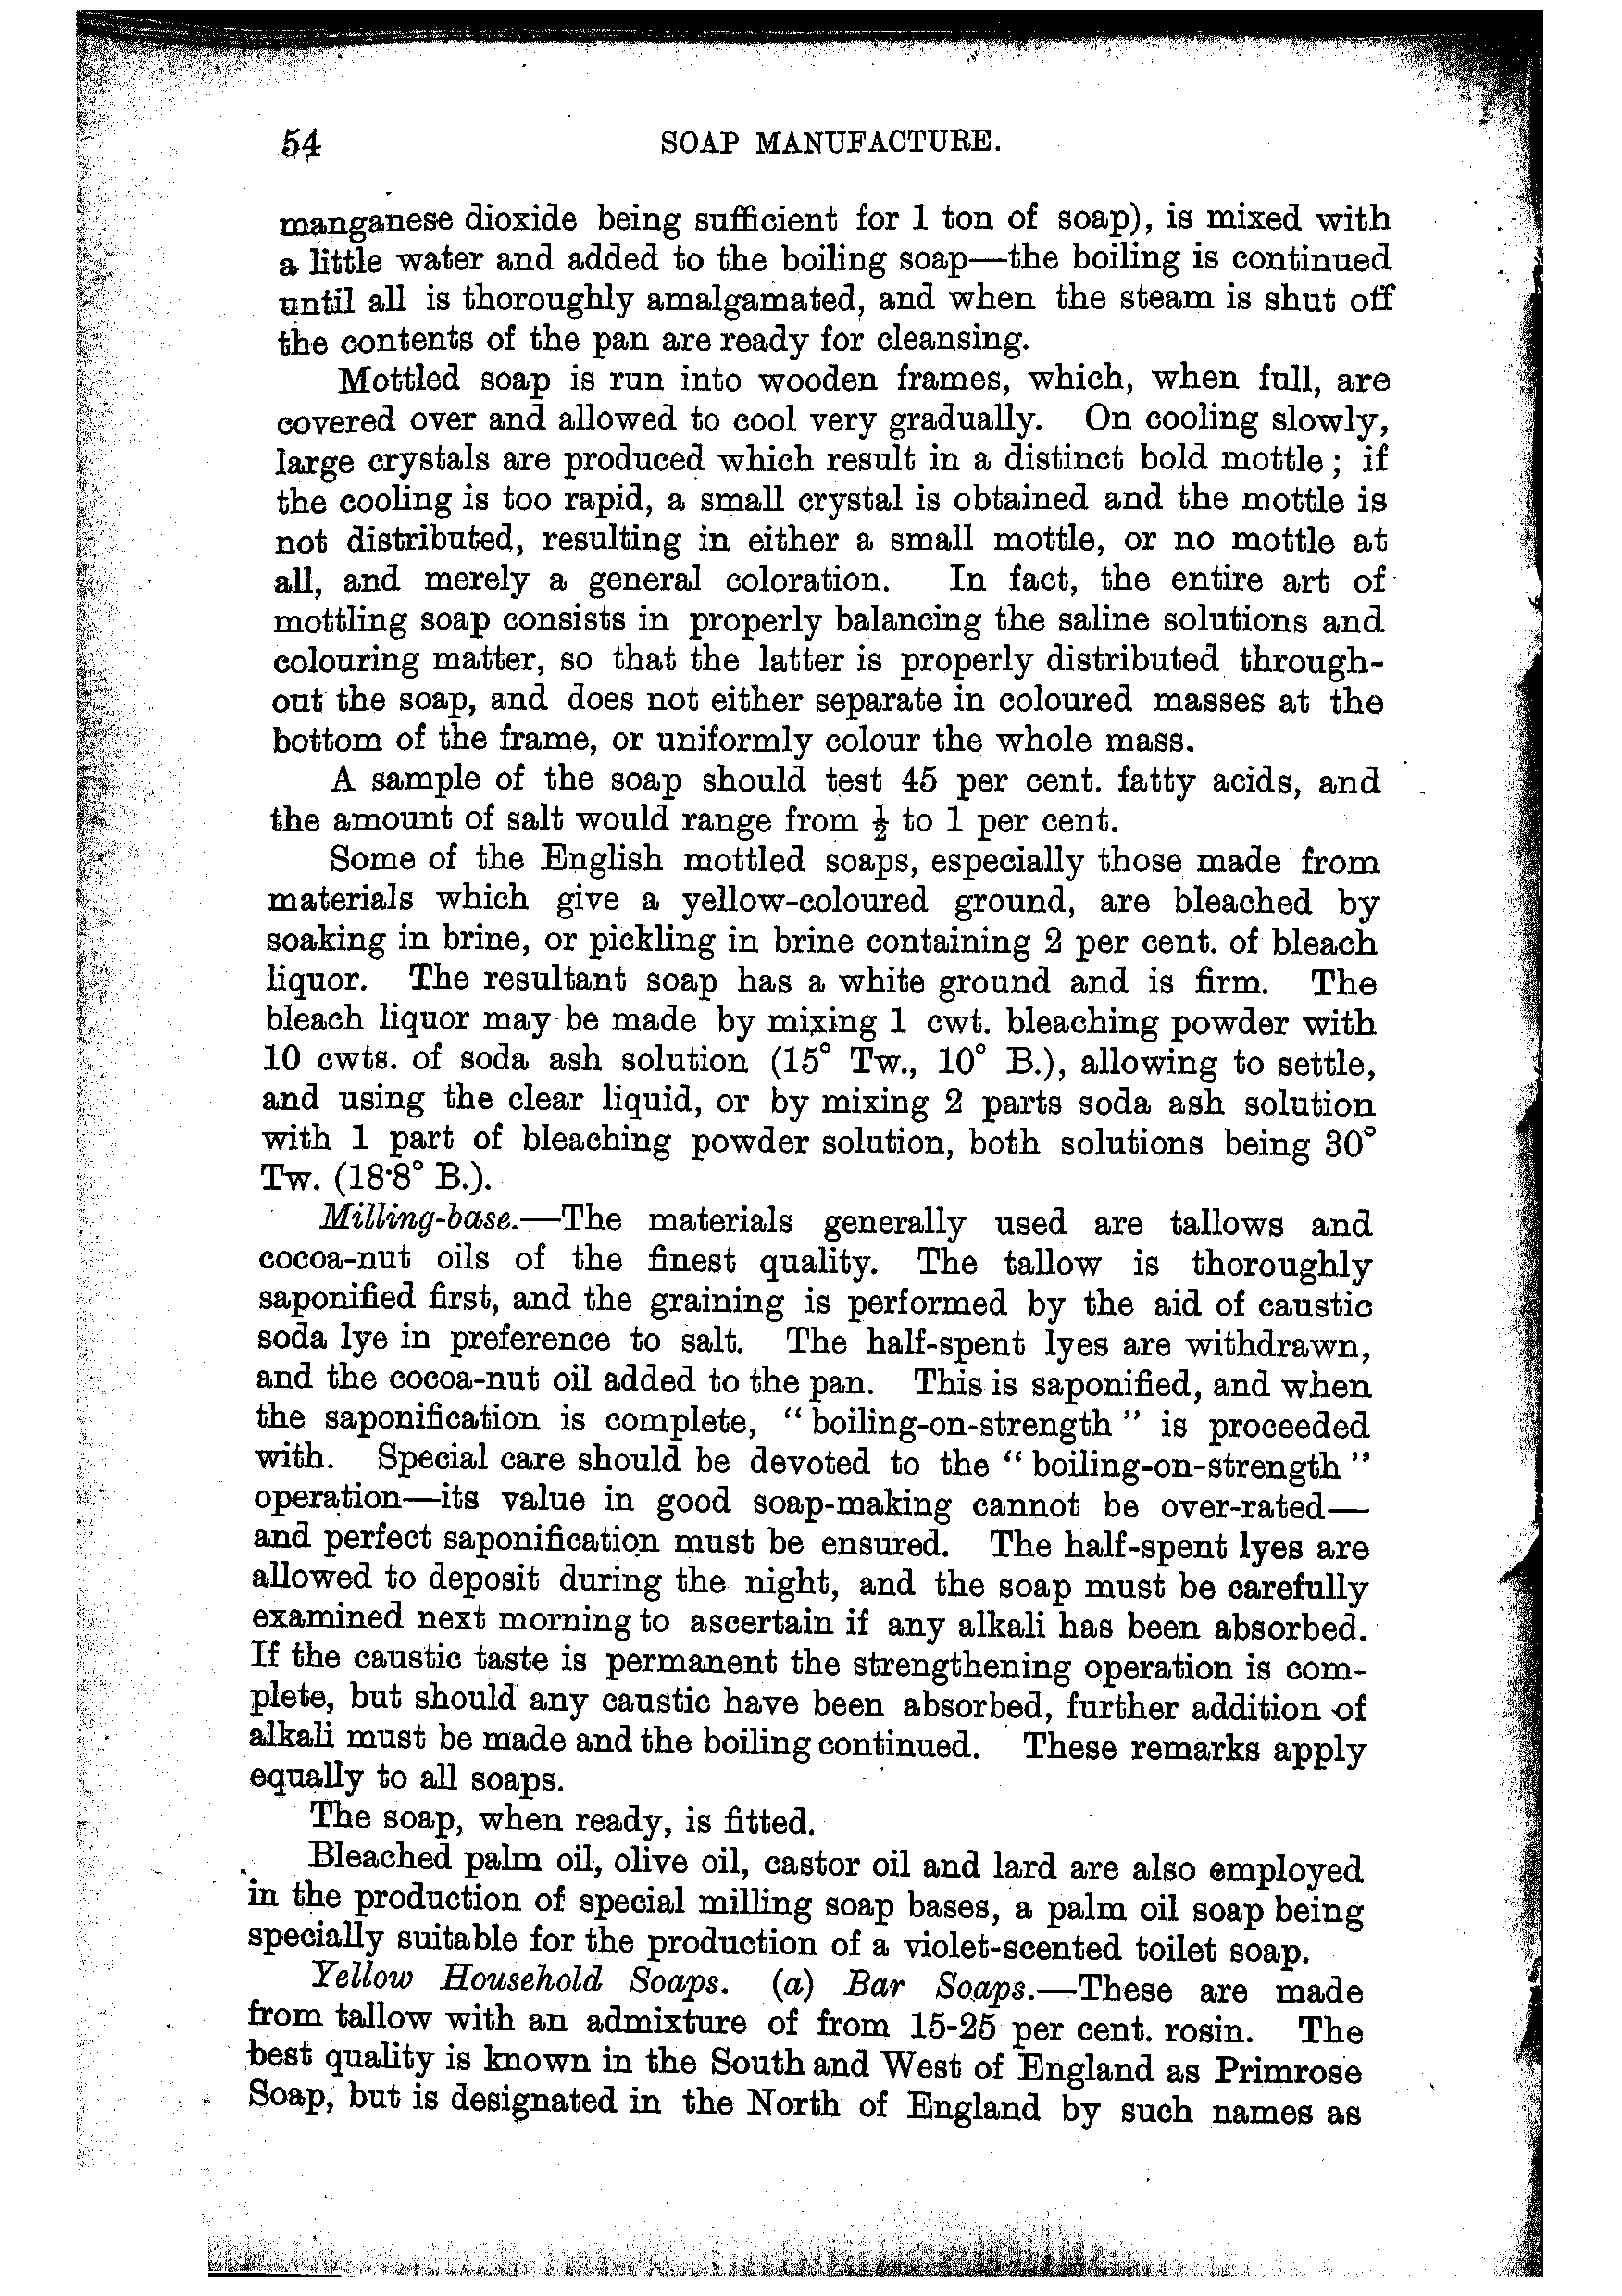 54
SOAP MANUFACTURE.
manganese dioxide being sufficient for 1 ton of soap), is mixed with
a little water and added to the boiling soap—the boiling is continued
until all is thoroughly amalgamated, and when the steam is shut off
the contents of the pan are ready for cleansing.
Mottled soap is run into wooden frames, which, when full, are
covered over and allowed to cool very gradually. On cooling slowly,
large crystals are produced which result in a distinct bold mottle; if
the cooling is too rapid, a small crystal is obtained and the mottle is
not distributed, resulting in either a small mottle, or no mottle at
all, and merely a general coloration. In fact, the entire art of
mottling soap consists in properly balancing the saline solutions and
colouring matter, so that the latter is properly distributed through-
out the soap, and does not either separate in coloured masses at the
bottom of the frame, or uniformly colour the whole mass.
A sample of the soap should test 45 per cent. fatty acids, and
the amount of salt would range from ½ to 1 per cent.
Some of the English mottled soaps, especially those made from
materials which give a yellow-coloured ground, are bleached by
soaking in brine, or pickling in brine containing 2 per cent. of bleach
liquor. The resultant soap has a white ground and is firm. The
bleach liquor may be made by mixing 1 cwt. bleaching powder with
10 cwts. of soda ash solution (15° Tw., 10° B.), allowing to settle,
and using the clear liquid, or by mixing 2 parts soda ash solution
with 1 part of bleaching powder solution, both solutions being 30°
Tw. (18·8° B.).
Milling-base.—The materials generally used are tallows and
cocoa-nut oils of the finest quality. The tallow is thoroughly
saponified first, and the graining is performed by the aid of caustic
soda lye in preference to salt. The half-spent lyes are withdrawn,
and the cocoa-nut oil added to the pan. This is saponified, and when
the saponification is complete, “boiling-on-strength” is proceeded
with. Special care should be devoted to the “boiling-on-strength”
operation—its value in good soap-making cannot be over-rated—
and perfect saponification must be ensured. The half-spent lyes are
allowed to deposit during the night, and the soap must be carefully
examined next morning to ascertain if any alkali has been absorbed.
If the caustic taste is permanent the strengthening operation is com-
plete, but should any caustic have been absorbed, further addition of
alkali must be made and the boiling continued. These remarks apply
equally to all soaps.
The soap, when ready, is fitted.
Bleached palm oil, olive oil, castor oil and lard are also employed
in the production of special milling soap bases, a palm oil soap being
specially suitable for the production of a violet-scented toilet soap.
Yellow Household Soaps. (a) Bar Soaps.—These are made
from tallow with an admixture of from 15-25 per cent. rosin. The
best quality is known in the South and West of England as Primrose
Soap, but is designated in the North of England by such names as